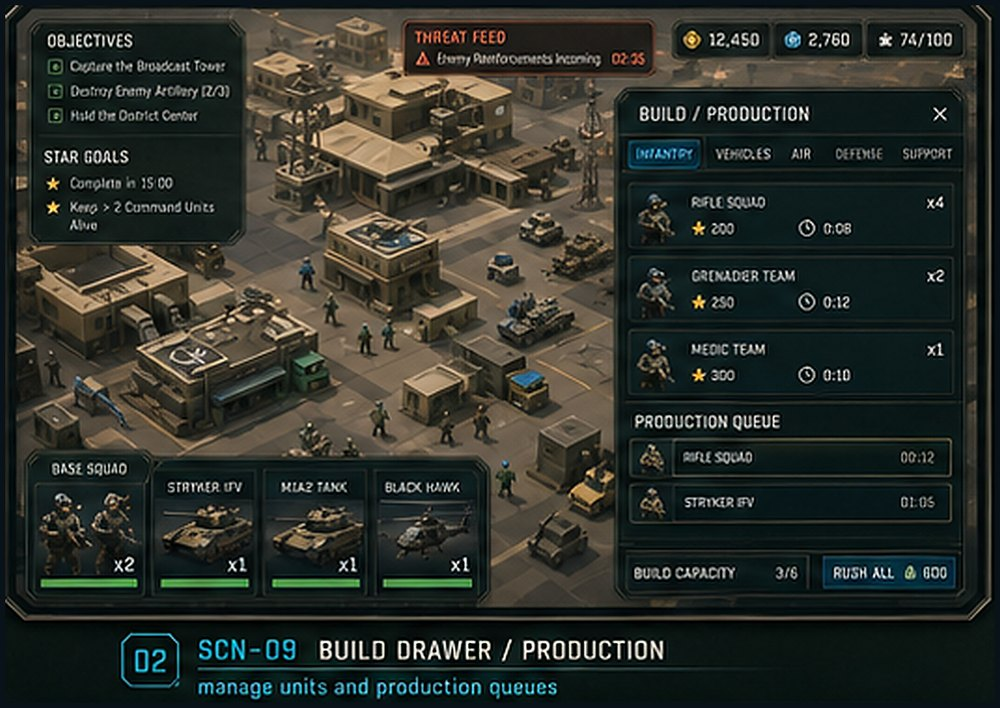 OBJECTIVES
Capture the Broadcast Tower
Destroy Enemy Artillery (2/3)
Hold the District Center
STAR GOALS
Complete in 15:00
Keep > 2 Command Units
Alive
THREAT FEED
Enemy Reinforcements Incoming 02:35
12,450
2,760
74/100
BUILD / PRODUCTION
INFANTRY VEHICLES AIR DEFENSE SUPPORT
RIFLE SQUAD x4
200 0:08
GRENADIER TEAM x2
250 0:12
MEDIC TEAM x1
300 0:10
PRODUCTION QUEUE
RIFLE SQUAD 00:12
STRYKER IFV 01:05
BUILD CAPACITY 3/6
RUSH ALL 600
BASE SQUAD
x2
STRYKER IFV
x1
M1A2 TANK
x1
BLACK HAWK
x1
02
SCN-09 BUILD DRAWER / PRODUCTION
manage units and production queues